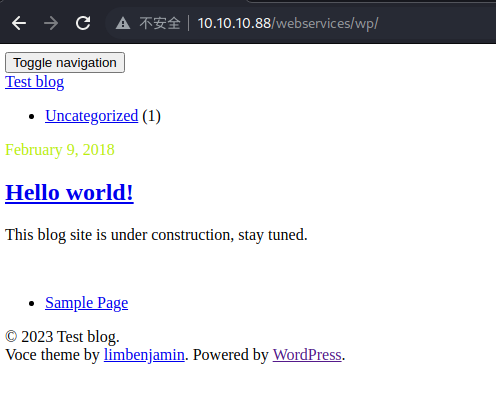 不安全 | 10.10.10.88/webservices/wp/
Toggle navigation
Test blog
Uncategorized (1)
February 9, 2018
Hello world!
This blog site is under construction, stay tuned.
Sample Page
© 2023 Test blog.
Voce theme by limbenjamin. Powered by WordPress.